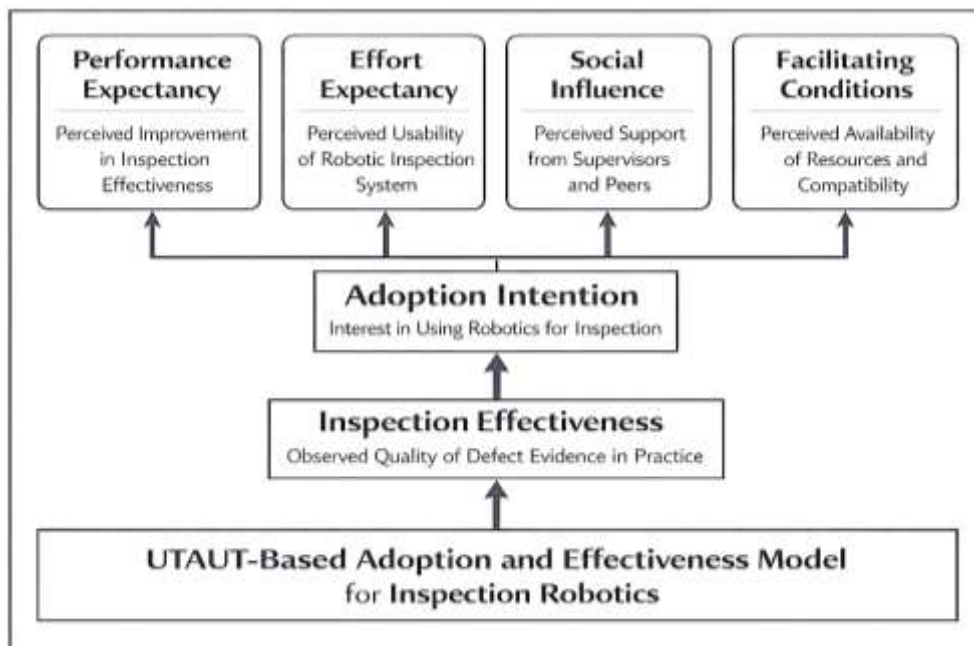 Performance
Expectancy
Perceived Improvement
in Inspection
Effectiveness
Effort
Expectancy
Perceived Usability
of Robotic Inspection
System
Social
Influence
Perceived Support
from Supervisors
and Peers
Facilitating
Conditions
Perceived Availability
of Resources and
Compatibility
Adoption Intention
Interest in Using Robotics for Inspection
Inspection Effectiveness
Observed Quality of Defect Evidence in Practice
UTAUT-Based Adoption and Effectiveness Model
for Inspection Robotics